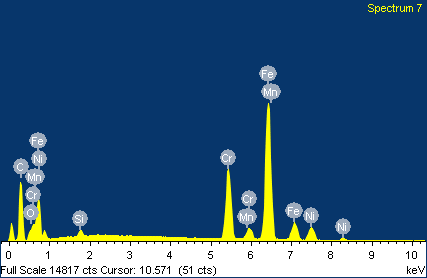 Spectrum 7
Fe
Mn
Fe
Ni
C
Mn
Cr
O
Si
Cr
Cr
Mn
Fe
Ni
Ni
0 1 2 3 4 5 6 7 8 9 10
Full Scale 14817 cts Cursor: 10.571 (51 cts) keV